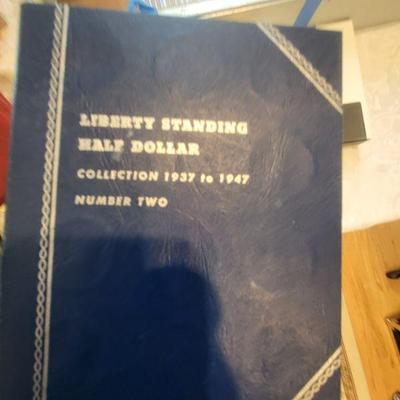 LIBERTY STANDING
HALF DOLLAR
COLLECTION 1937 to 1947
NUMBER TWO